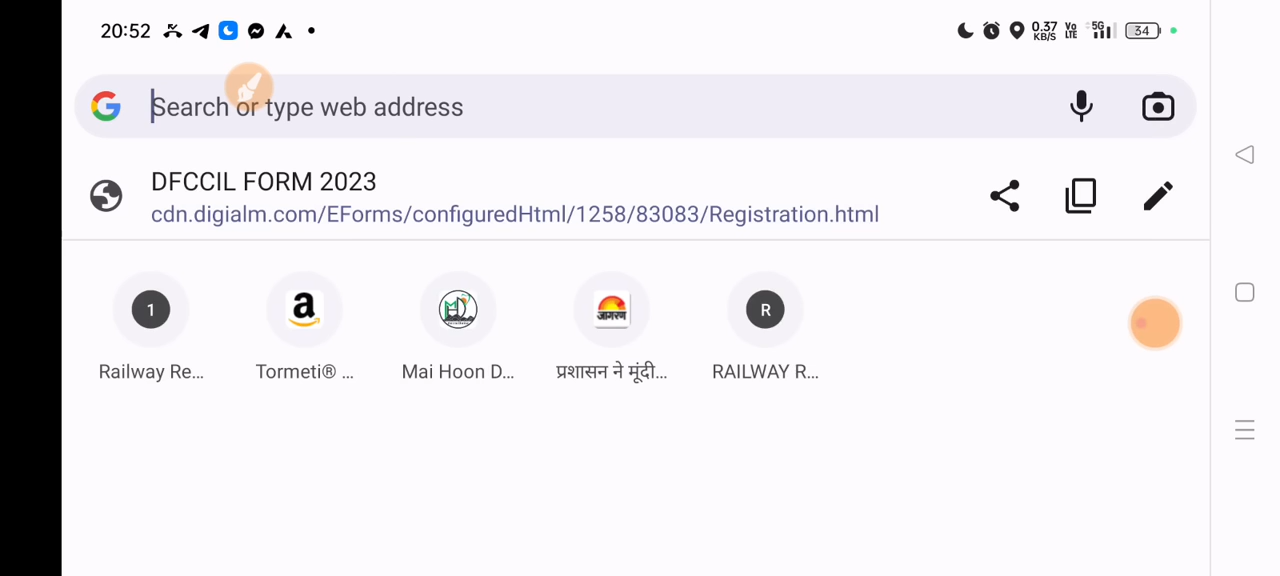 20:52 0.37 KB/S Vo LTE 5G 34
Search or type web address
DFCCIL FORM 2023
cdn.digialm.com/EForms/configuredHtml/1258/83083/Registration.html
1 a जागरण R
Railway Re... Tormeti® ... Mai Hoon D... प्रशासन ने मूंदी... RAILWAY R...